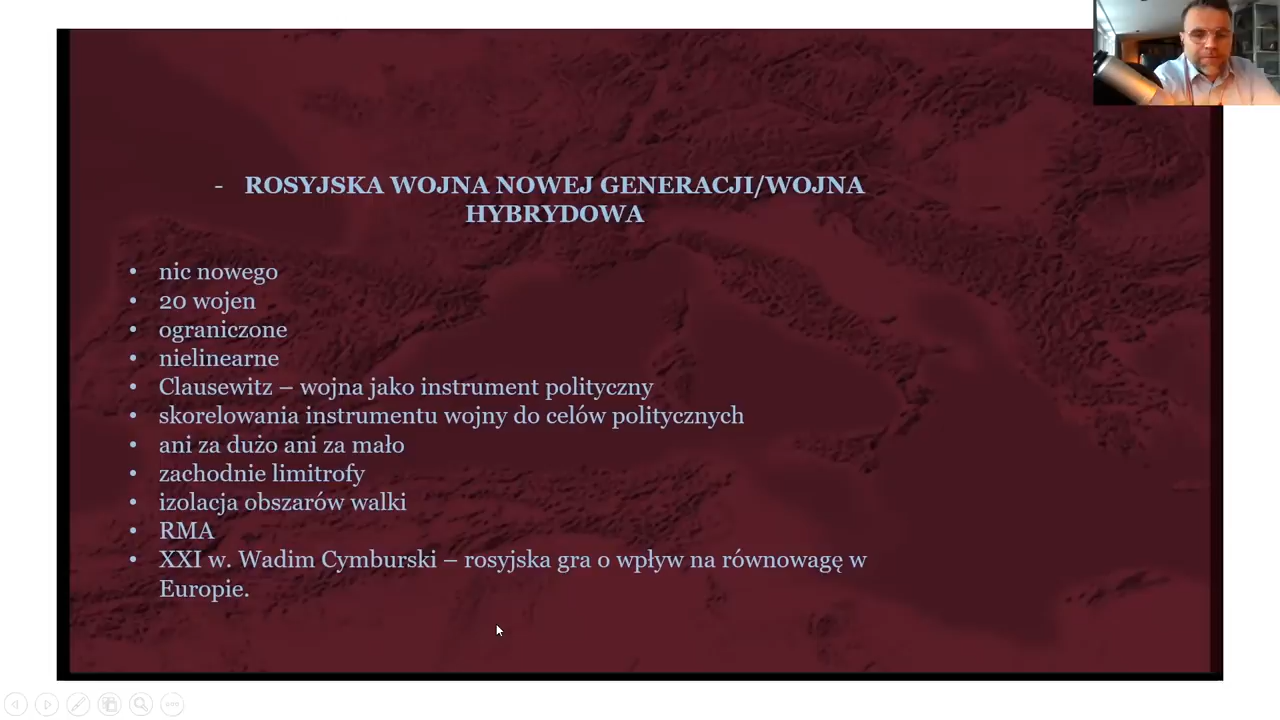 - ROSYJSKA WOJNA NOWEJ GENERACJI/WOJNA
HYBRYDOWA
• nic nowego
• 20 wojen
• ograniczone
• nielinearne
• Clausewitz – wojna jako instrument polityczny
• skorelowania instrumentu wojny do celów politycznych
• ani za dużo ani za mało
• zachodnie limitrofy
• izolacja obszarów walki
• RMA
• XXI w. Wadim Cymburski – rosyjska gra o wpływ na równowagę w
Europie.